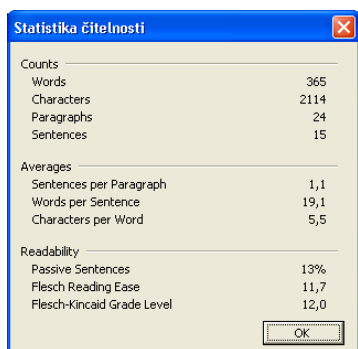 Statistika čitelnosti
Counts
Words 365
Characters 2114
Paragraphs 24
Sentences 15
Averages
Sentences per Paragraph 1,1
Words per Sentence 19,1
Characters per Word 5,5
Readability
Passive Sentences 13%
Flesch Reading Ease 11,7
Flesch-Kincaid Grade Level 12,0
OK